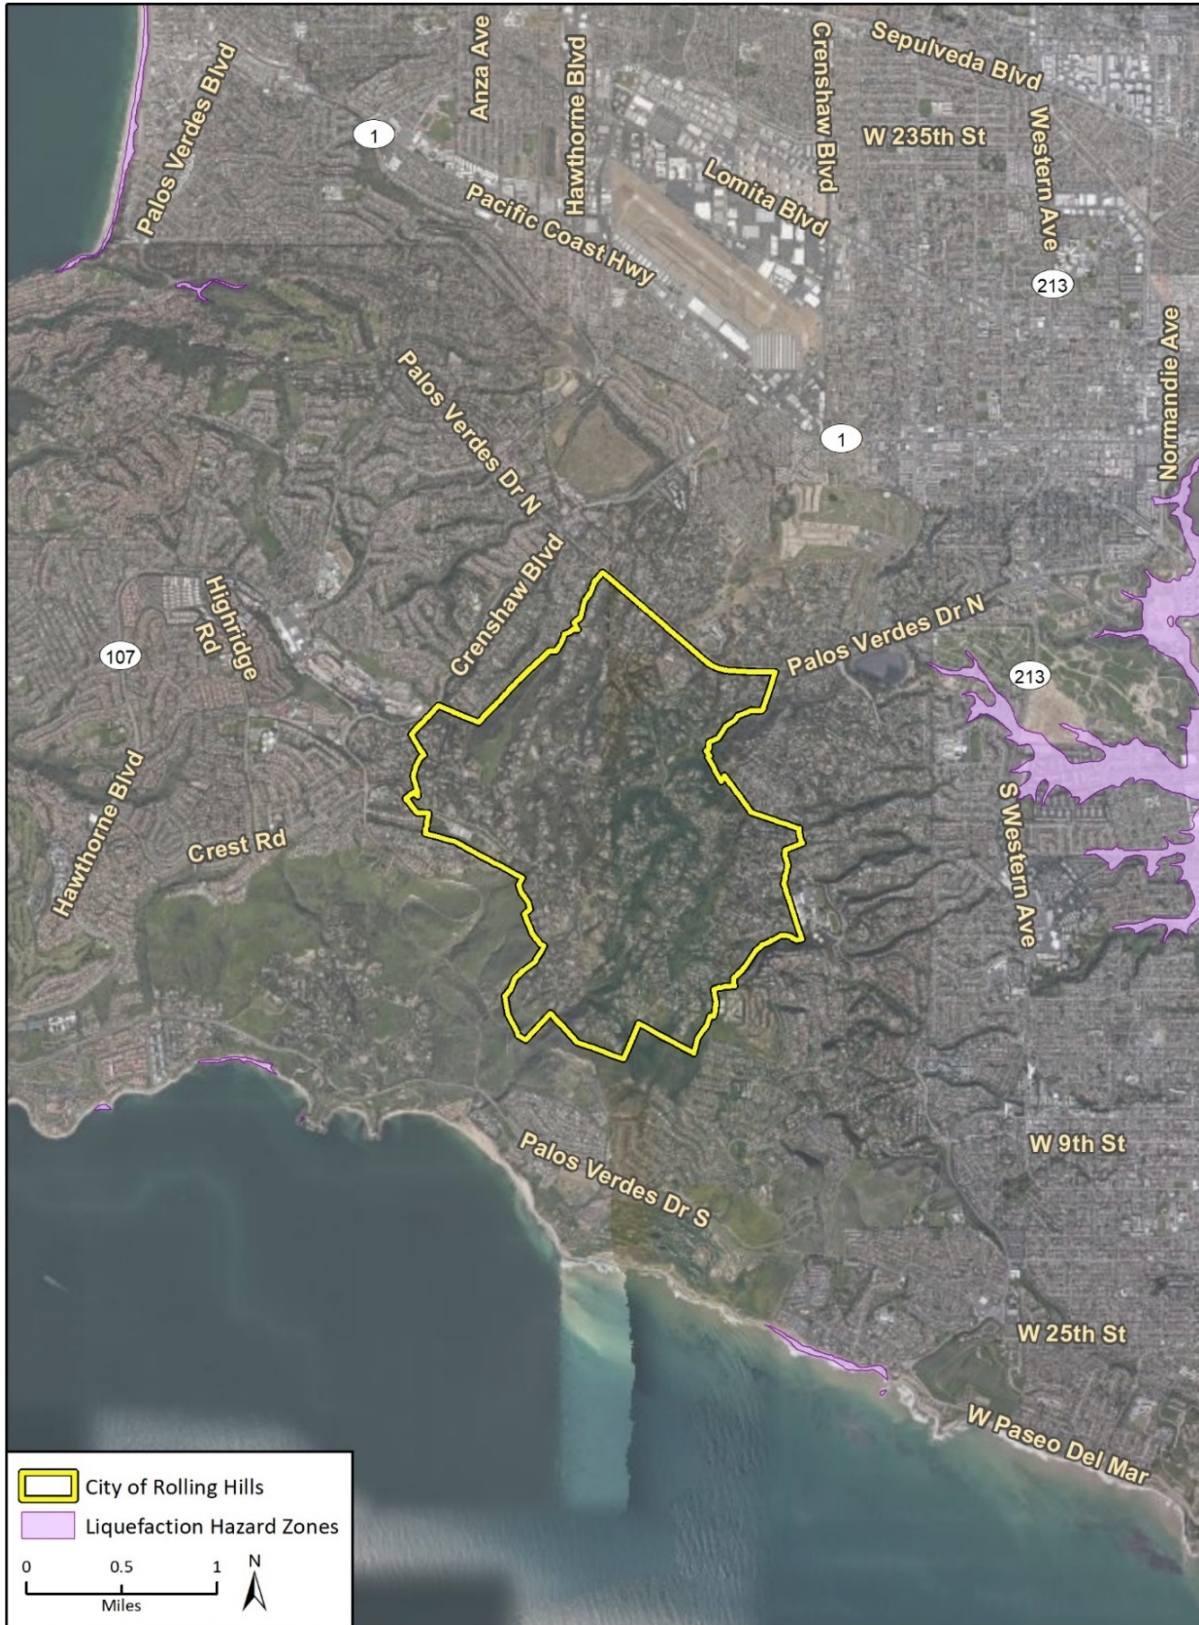 Sepulveda Blvd
Crenshaw Blvd
Anza Ave
Hawthorne Blvd
Palos Verdes Blvd
1
W 235th St
Western Ave
Lomita Blvd
Pacific Coast Hwy
213
Normandie Ave
Palos Verdes Dr N
1
Crenshaw Blvd
Highridge
Rd
Palos Verdes Dr N
107
213
Hawthorne Blvd
Crest Rd
S Western Ave
W 9th St
Palos Verdes Dr S
W 25th St
W Paseo Del Mar
City of Rolling Hills
Liquefaction Hazard Zones
0 0.5 1
Miles
N